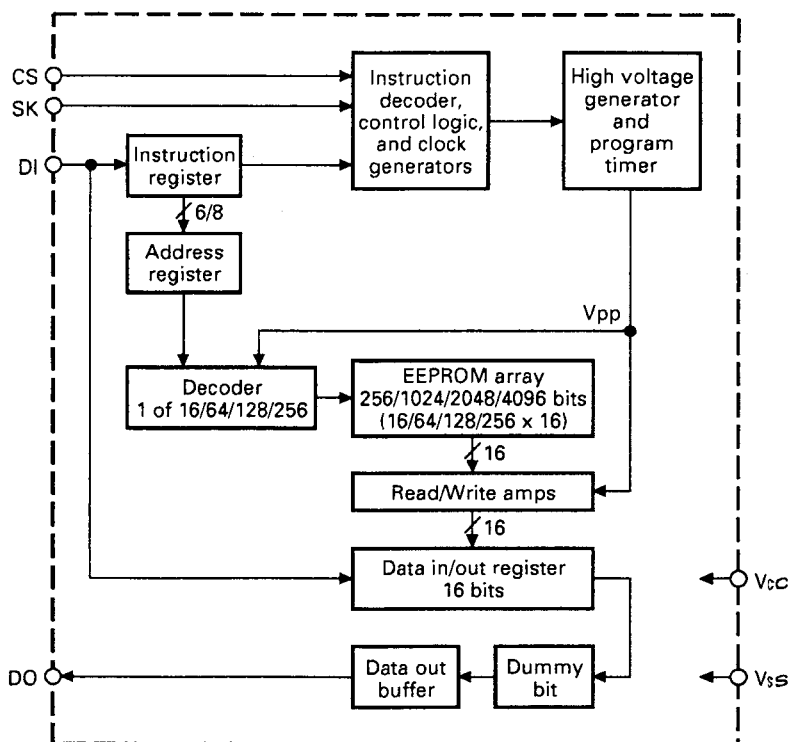 CS
SK
DI
Instruction
register
6/8
Address
register
Instruction
decoder,
control logic,
and clock
generators
High voltage
generator
and
program
timer
Vpp
Decoder
1 of 16/64/128/256
EEPROM array
256/1024/2048/4096 bits
(16/64/128/256 x 16)
16
Read/Write amps
16
Data in/out register
16 bits
VCC
DO
Data out
buffer
Dummy
bit
VSS